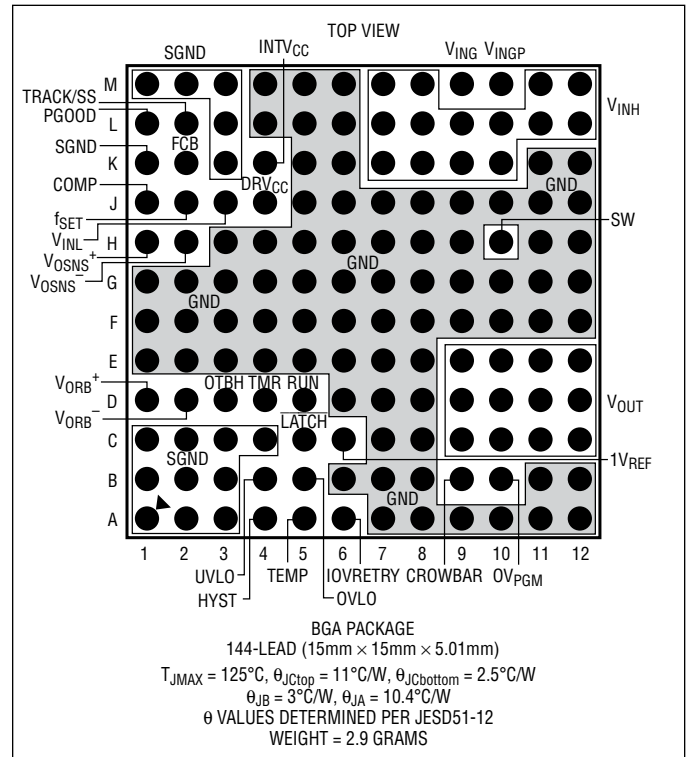 TOP VIEW
SGND
INTVCC
VING VINGP
M
TRACK/SS
PGOOD
L
VINH
FCB
SGND
K
GND
COMP
DRVCC
J
fSET
SW
VINL
H
VOSNS+
GND
VOSNS−
G
GND
F
E
VORB+
OTBH TMR RUN
D
VORB−
VOUT
LATCH
C
SGND
1VREF
B
GND
A
1 2 3 4 5 6 7 8 9 10 11 12
UVLO TEMP IOVRETRY CROWBAR OVPGM
HYST OVLO
BGA PACKAGE
144-LEAD (15mm × 15mm × 5.01mm)
TJMAX = 125°C, θJCtop = 11°C/W, θJCbottom = 2.5°C/W
θJB = 3°C/W, θJA = 10.4°C/W
θ VALUES DETERMINED PER JESD51-12
WEIGHT = 2.9 GRAMS